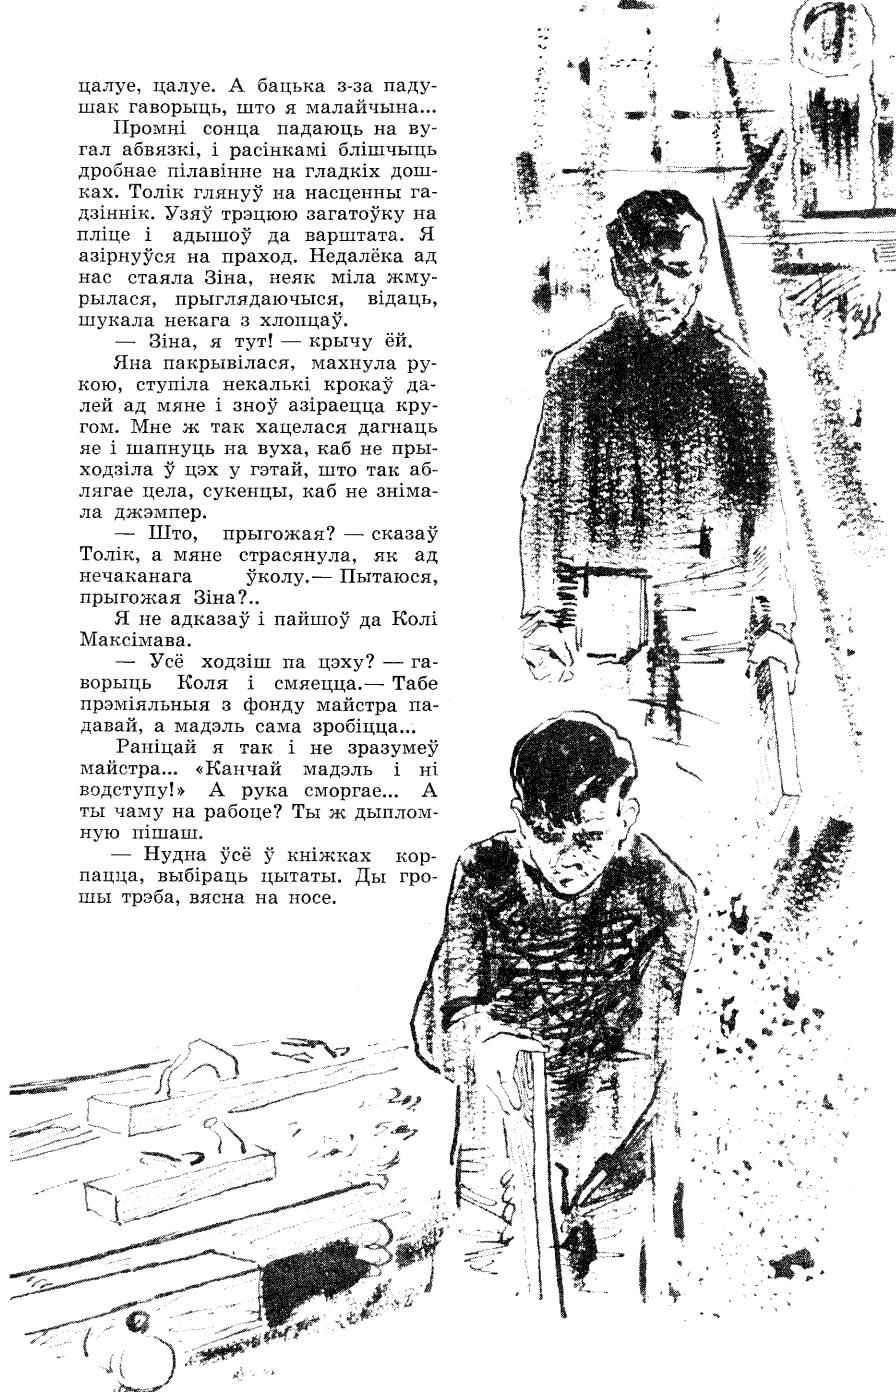 цалуе, цалуе. А бацька з-за паду-
шак гаворыць, што я малайчына...
Промні сонца падаюць на ву-
гал абвязкі, і расінкамі блішчыць
дробнае пілавінне на гладкіх дош-
ках. Толік глянуў на насценны га-
дзіннік. Узяў трэцюю загатоўку на
пліце і адышоў да варштата. Я
азірнуўся на праход. Недалёка ад
нас стаяла Зіна, неяк міла жму-
рылася, прыглядаючыся, відаць,
шукала некага з хлопцаў.
— Зіна, я тут! — крычу ёй.
Яна пакрывілася, махнула ру-
кою, ступіла некалькі крокаў да-
лей ад мяне і зноў азіраецца кру-
гом. Мне ж так хацелася дагнаць
яе і шапнуць на вуха, каб не пры-
ходзіла ў цэх у гэтай, што так аб-
лягае цела, сукенцы, каб не зніма-
ла джэмпер.
— Што, прыгожая? — сказаў
Толік, а мяне страсянула, як ад
нечаканага ўколу.— Пытаюся,
прыгожая Зіна?..
Я не адказаў і пайшоў да Колі
Максімава.
— Усё ходзіш па цэху? — га-
ворыць Коля і смяецца.— Табе
прэміяльныя з фонду майстра па-
давай, а мадэль сама зробіцца...
Раніцай я так і не зразумеў
майстра... «Канчай мадэль і ні
водступу!» А рука сморгае... А
ты чаму на рабоце? Ты ж дыплом-
ную пішаш.
— Нудна ўсё ў кніжках кор-
пацца, выбіраць цытаты. Ды гро-
шы трэба, вясна на носе.